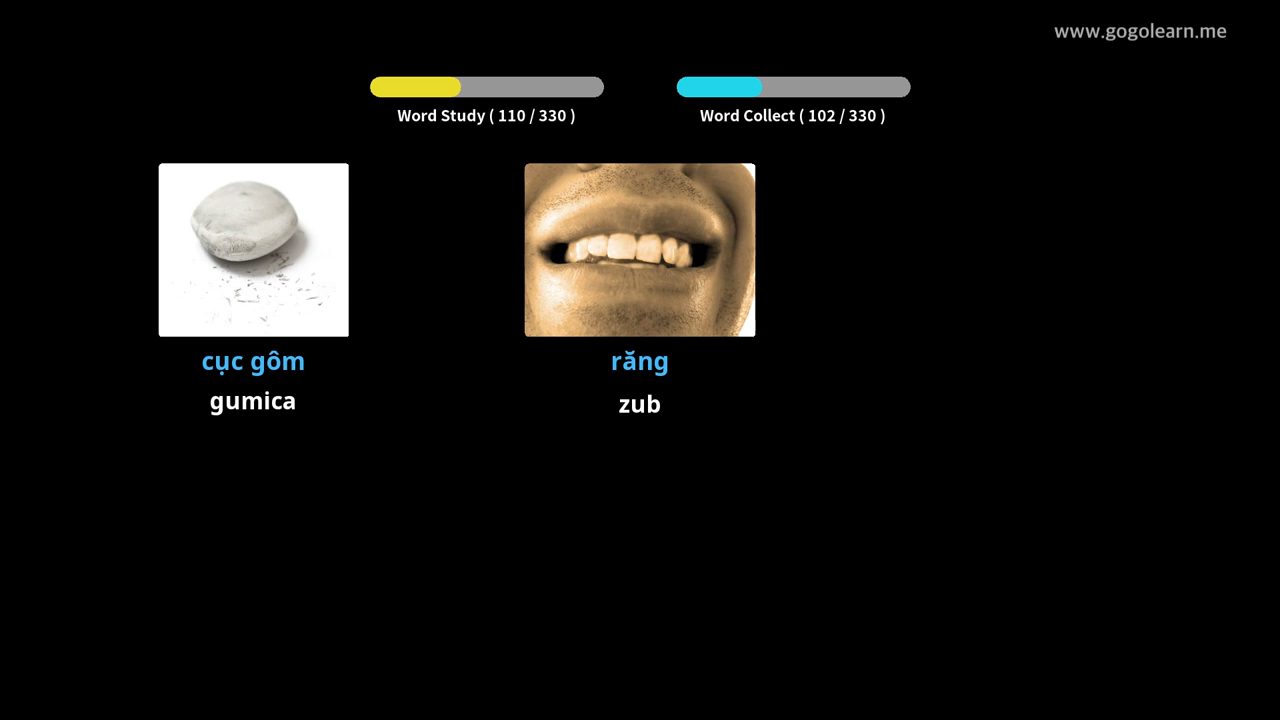 www.gogolearn.me
Word Study ( 110 / 330 )
Word Collect ( 102 / 330 )
cục gôm
gumica
răng
zub